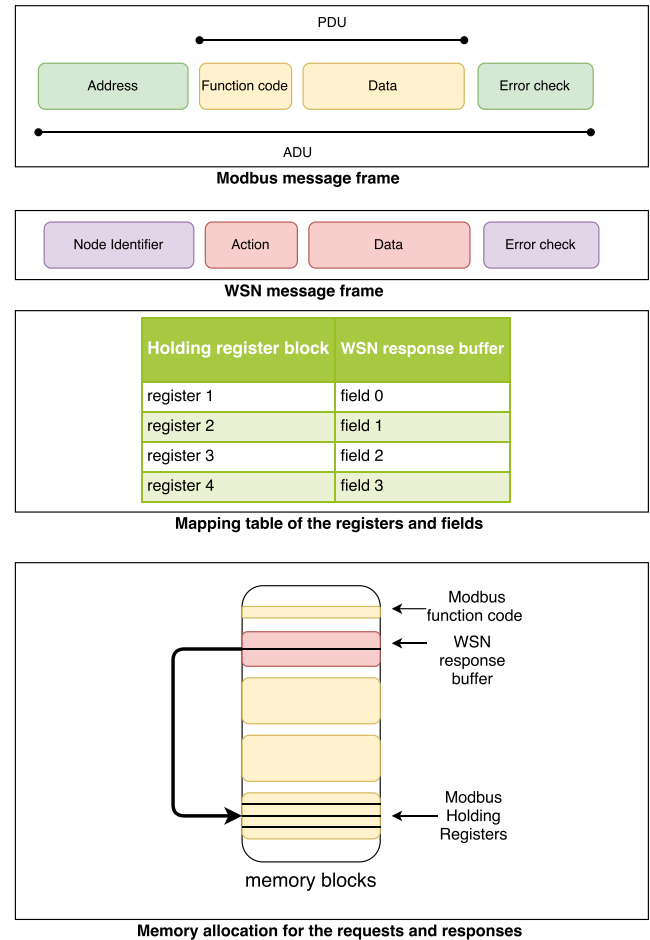 PDU
Address
Function code
Data
Error check
ADU
Modbus message frame
Node Identifier
Action
Data
Error check
WSN message frame
Holding register block
WSN response buffer
register 1
field 0
register 2
field 1
register 3
field 2
register 4
field 3
Mapping table of the registers and fields
Modbus
function code
WSN
response
buffer
Modbus
Holding
Registers
memory blocks
Memory allocation for the requests and responses